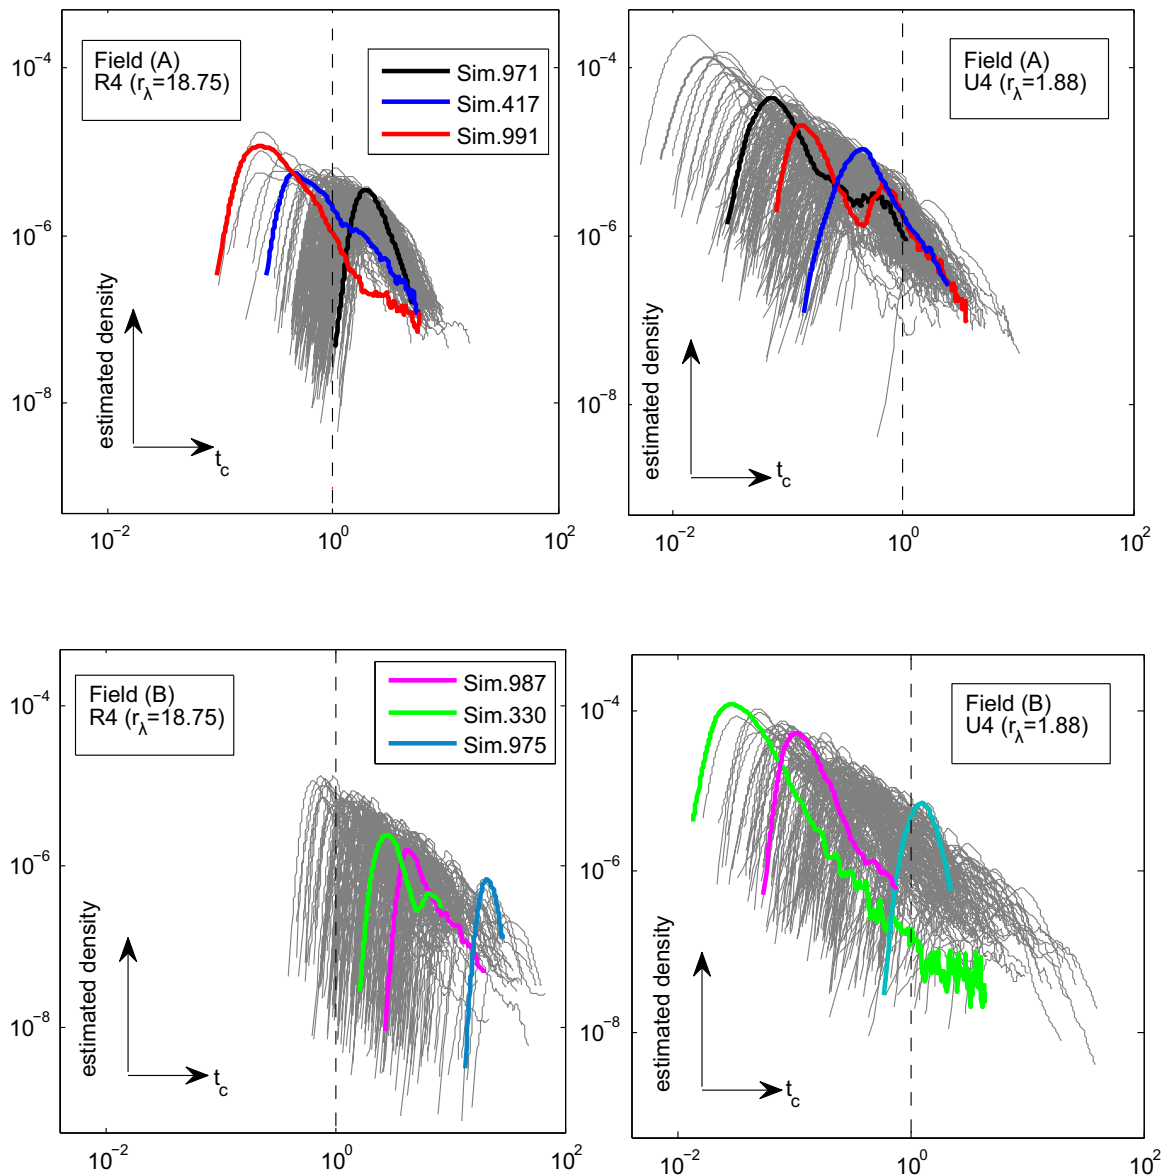 Field (A)
R4 (rλ=18.75)
Sim.971
Sim.417
Sim.991
10^−4
10^−6
10^−8
estimated density
t_c
10^−2
10^0
10^2
Field (A)
U4 (rλ=1.88)
10^−4
10^−6
10^−8
estimated density
t_c
10^−2
10^0
10^2
Field (B)
R4 (rλ=18.75)
Sim.987
Sim.330
Sim.975
10^−4
10^−6
10^−8
estimated density
t_c
10^−2
10^0
10^2
Field (B)
U4 (rλ=1.88)
10^−4
10^−6
10^−8
estimated density
t_c
10^−2
10^0
10^2